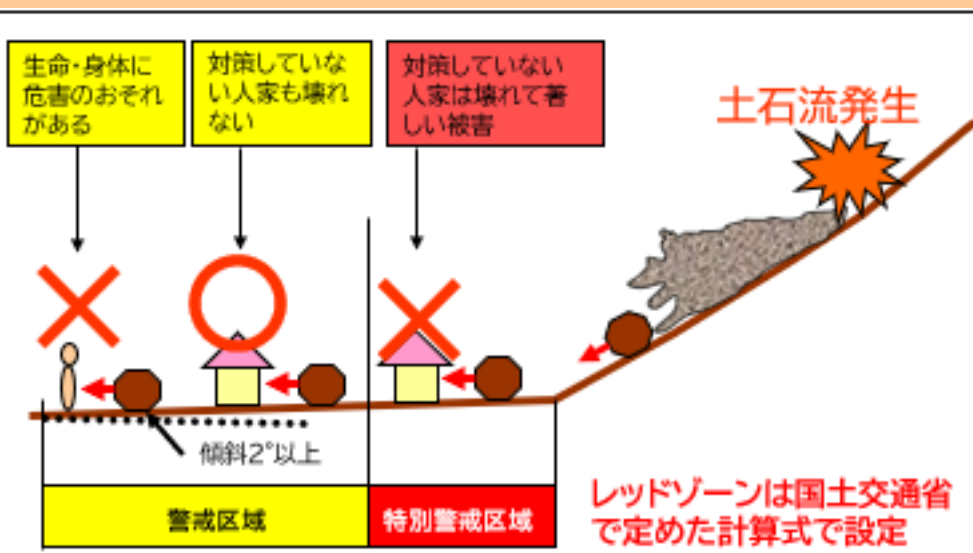 生命・身体に
危害のおそれ
がある
対策していな
い人家も壊れ
ない
対策していない
人家は壊れて著
しい被害
土石流発生
傾斜2°以上
警戒区域
特別警戒区域
レッドゾーンは国土交通省
で定めた計算式で設定